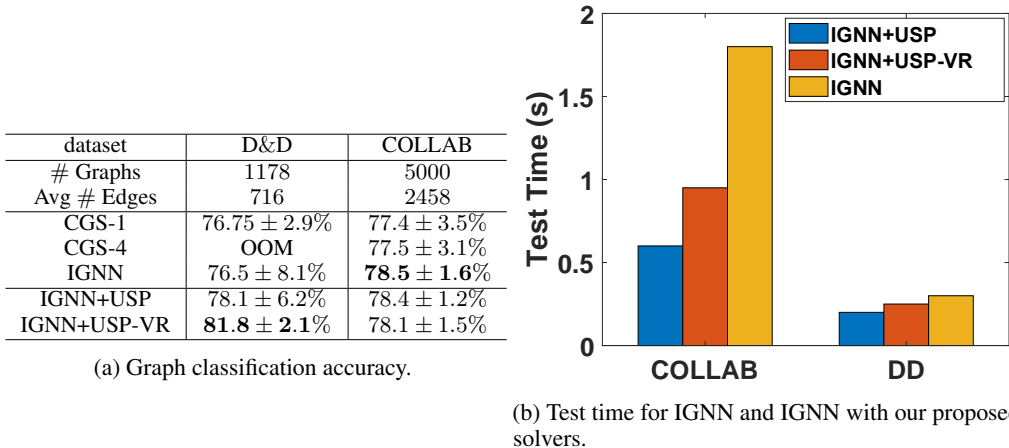 dataset D&D COLLAB
# Graphs 1178 5000
Avg # Edges 716 2458
CGS-1 76.75 ± 2.9% 77.4 ± 3.5%
CGS-4 OOM 77.5 ± 3.1%
IGNN 76.5 ± 8.1% 78.5 ± 1.6%
IGNN+USP 78.1 ± 6.2% 78.4 ± 1.2%
IGNN+USP-VR 81.8 ± 2.1% 78.1 ± 1.5%
(a) Graph classification accuracy.
Test Time (s)
2
1.5
1
0.5
0
IGNN+USP
IGNN+USP-VR
IGNN
COLLAB DD
(b) Test time for IGNN and IGNN with our propose
solvers.